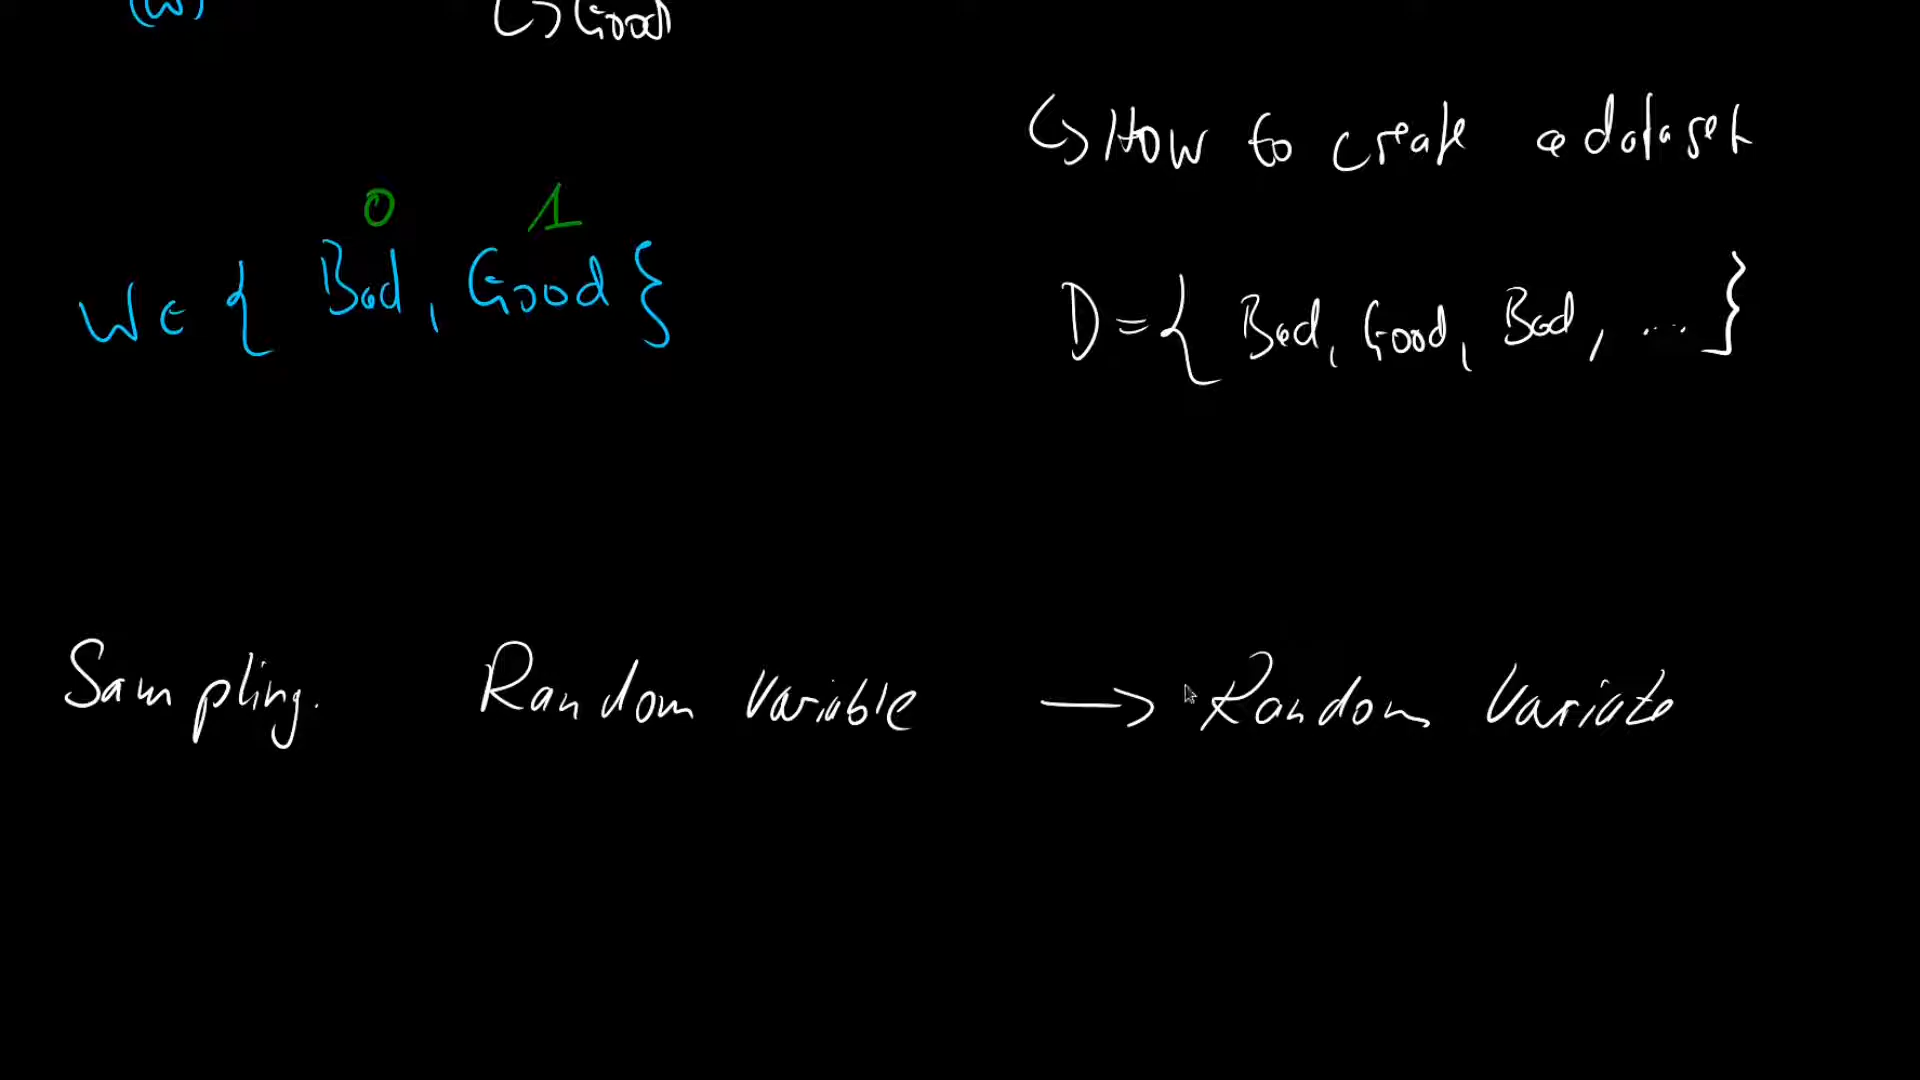 (W) ↳ Good
↳ How to create a dataset
0 1
W ∈ { Bad, Good }
D = { Bad, Good, Bad, ... }
Sampling. Random Variable → Random Variate